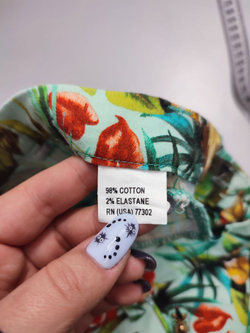 98% COTTON
2% ELASTANE
RN (USA) 77302